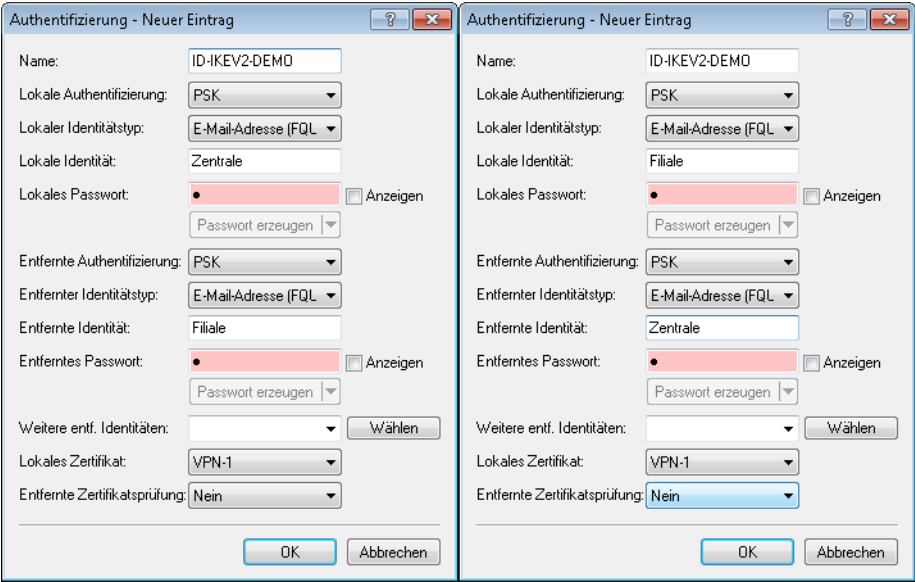 Authentifizierung - Neuer Eintrag
Name: ID-IKEV2-DEMO
Lokale Authentifizierung: PSK
Lokaler Identitätstyp: E-Mail-Adresse (FQL
Lokale Identität: Zentrale
Lokales Passwort: ● Anzeigen
Passwort erzeugen
Entfernte Authentifizierung: PSK
Entfernter Identitätstyp: E-Mail-Adresse (FQL
Entfernte Identität: Filiale
Entferntes Passwort: ● Anzeigen
Passwort erzeugen
Weitere entf. Identitäten: Wählen
Lokales Zertifikat: VPN-1
Entfernte Zertifikatsprüfung: Nein
OK Abbrechen
Authentifizierung - Neuer Eintrag
Name: ID-IKEV2-DEMO
Lokale Authentifizierung: PSK
Lokaler Identitätstyp: E-Mail-Adresse (FQL
Lokale Identität: Filiale
Lokales Passwort: ● Anzeigen
Passwort erzeugen
Entfernte Authentifizierung: PSK
Entfernter Identitätstyp: E-Mail-Adresse (FQL
Entfernte Identität: Zentrale
Entferntes Passwort: ● Anzeigen
Passwort erzeugen
Weitere entf. Identitäten: Wählen
Lokales Zertifikat: VPN-1
Entfernte Zertifikatsprüfung: Nein
OK Abbrechen